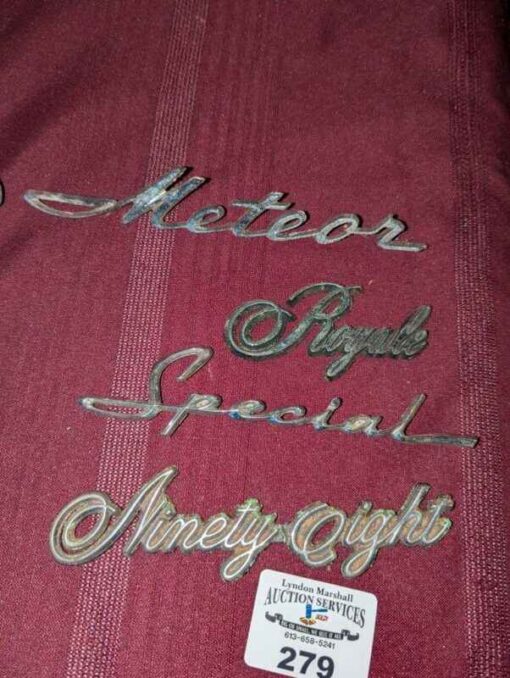 Meteor
Royale
Special
Ninety-Eight
Lyndon Marshall
AUCTION SERVICES
613-658-5241
279